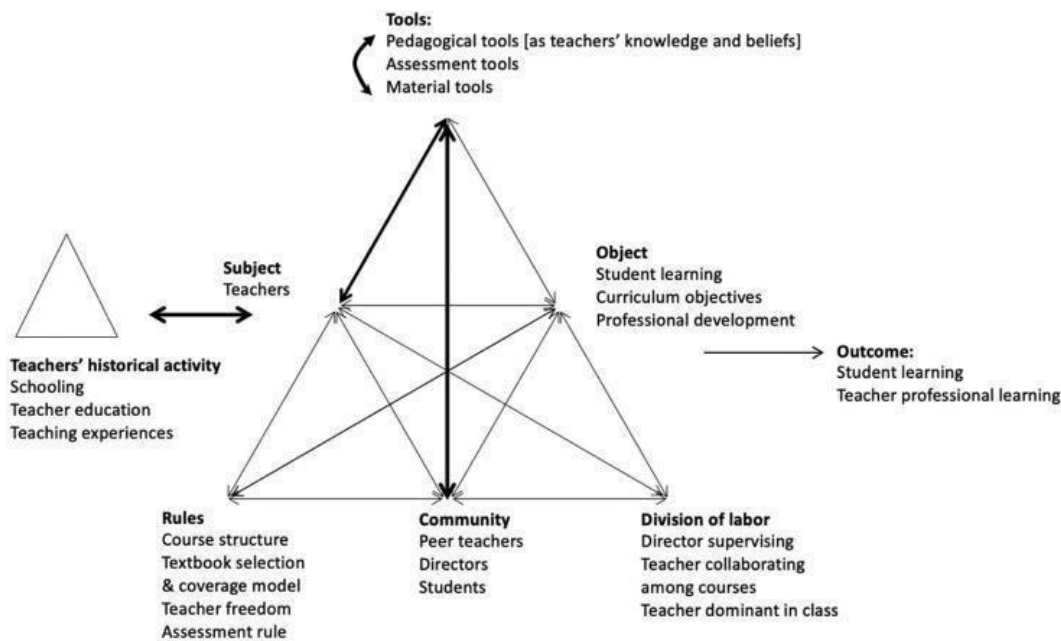 Tools:
Pedagogical tools [as teachers' knowledge and beliefs]
Assessment tools
Material tools
Subject
Teachers
Object
Student learning
Curriculum objectives
Professional development
Teachers' historical activity
Schooling
Teacher education
Teaching experiences
Outcome:
Student learning
Teacher professional learning
Rules
Course structure
Textbook selection
& coverage model
Teacher freedom
Assessment rule
Community
Peer teachers
Directors
Students
Division of labor
Director supervising
Teacher collaborating
among courses
Teacher dominant in class